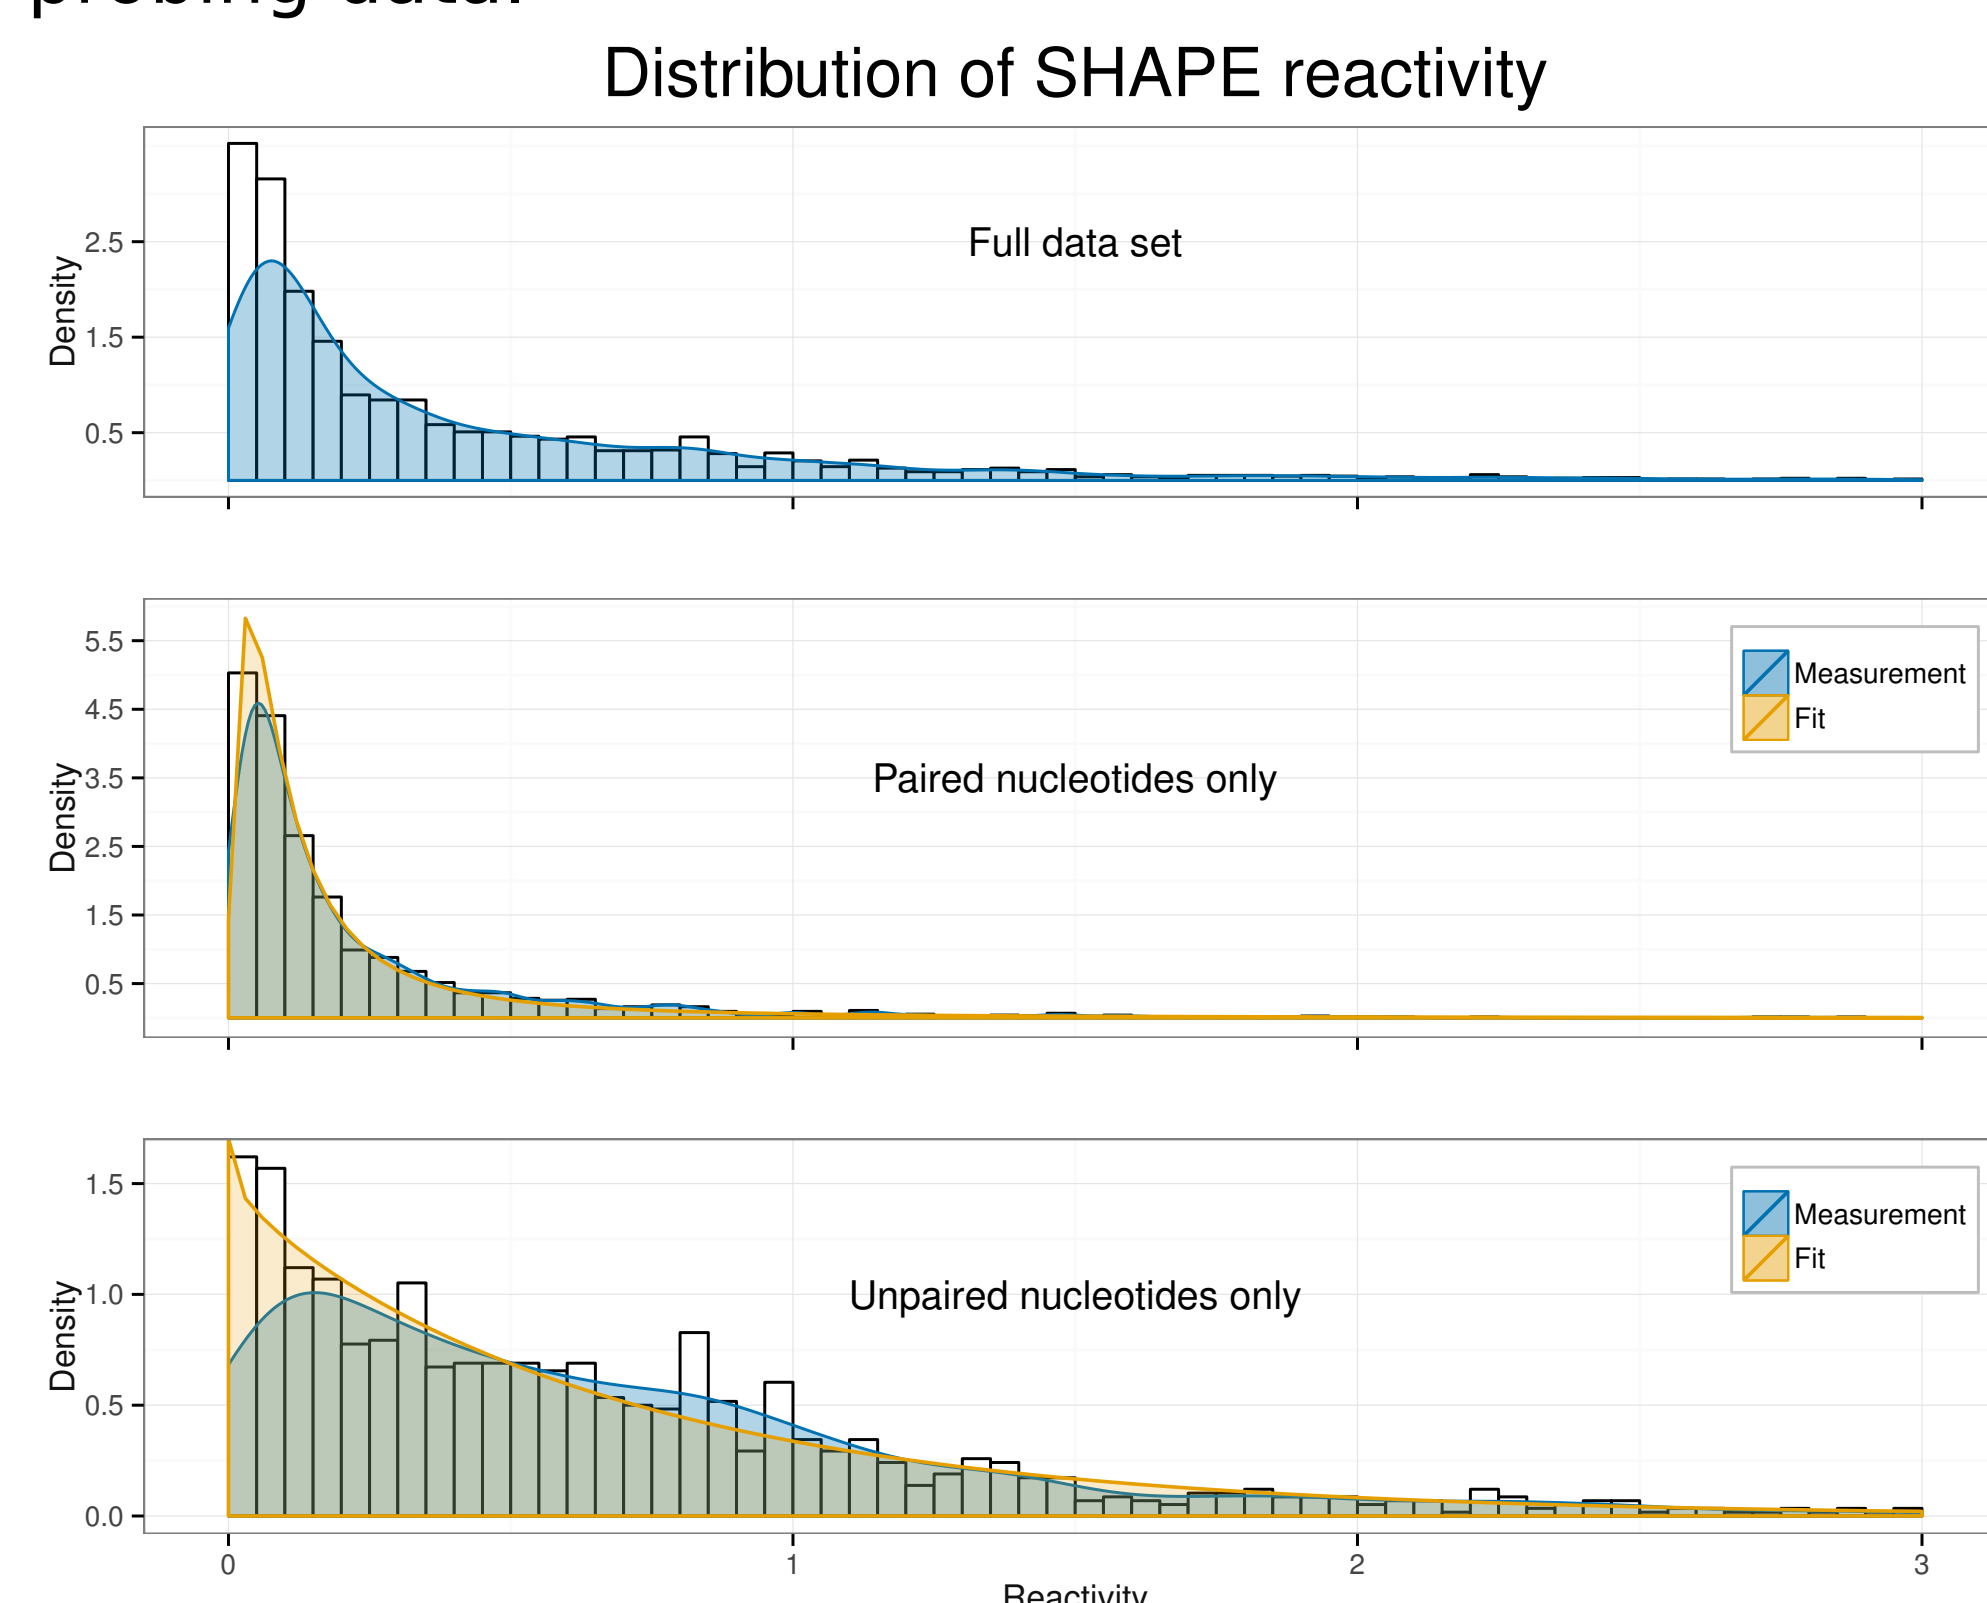 probing data.
Distribution of SHAPE reactivity
Density
2.5
1.5
0.5
Full data set
Density
5.5
4.5
3.5
2.5
1.5
0.5
Paired nucleotides only
Measurement
Fit
Density
1.5
1.0
0.5
0.0
Unpaired nucleotides only
Measurement
Fit
0 1 2 3
Reactivity